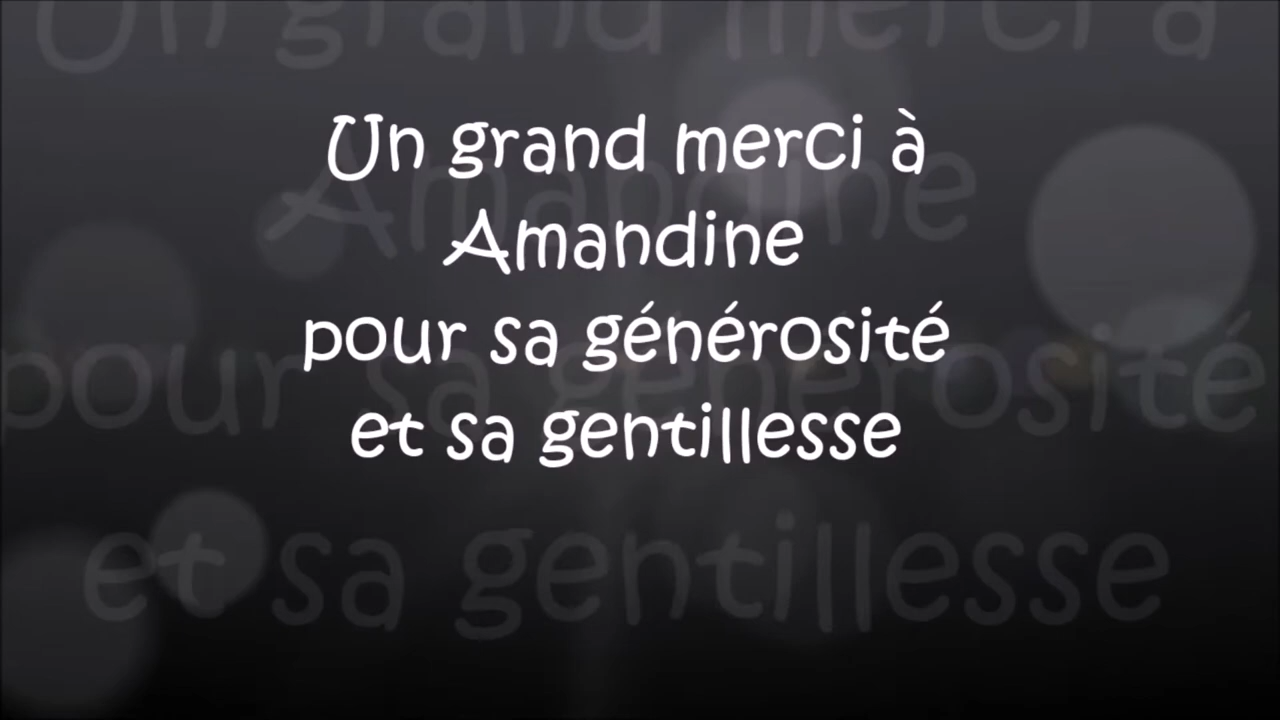 Un grand merci à
Amandine
pour sa générosité
et sa gentillesse